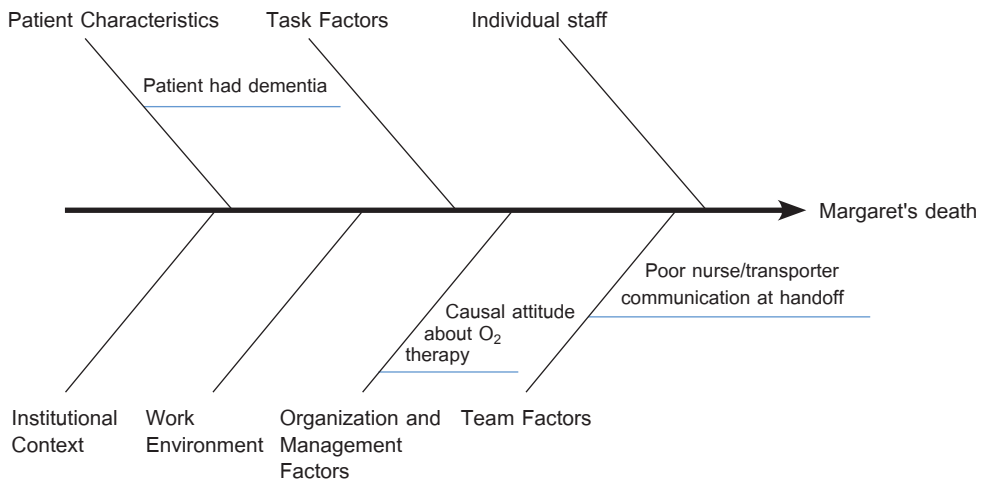 Patient Characteristics
Task Factors
Individual staff
Patient had dementia
Margaret's death
Poor nurse/transporter
communication at handoff
Causal attitude
about O₂
therapy
Institutional
Context
Work
Environment
Organization and
Management
Factors
Team Factors